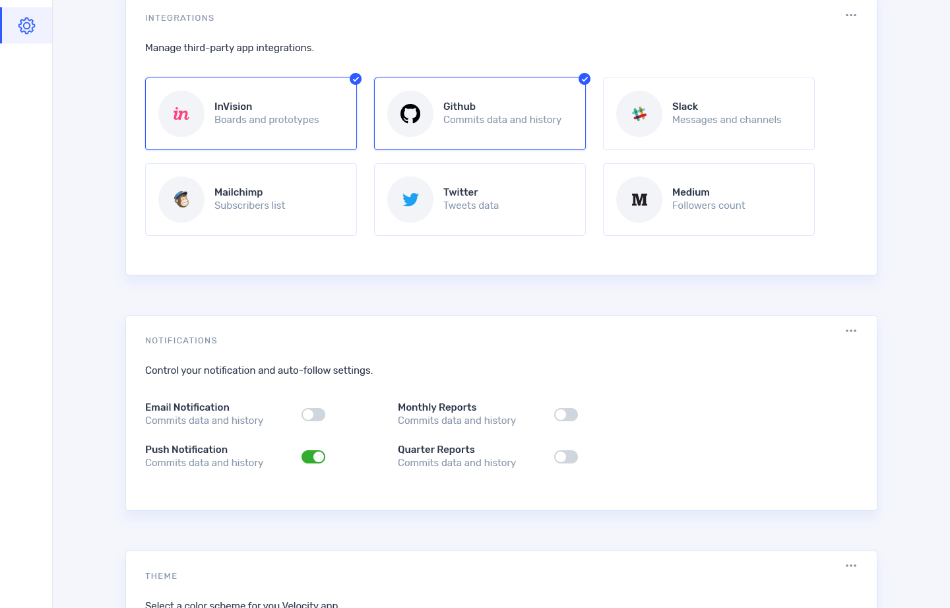 INTEGRATIONS
Manage third-party app integrations.
in
InVision
Boards and prototypes
Github
Commits data and history
Slack
Messages and channels
Mailchimp
Subscribers list
Twitter
Tweets data
M
Medium
Followers count
NOTIFICATIONS
Control your notification and auto-follow settings.
Email Notification
Commits data and history
Monthly Reports
Commits data and history
Push Notification
Commits data and history
Quarter Reports
Commits data and history
THEME
Select a color scheme for you Velocity app